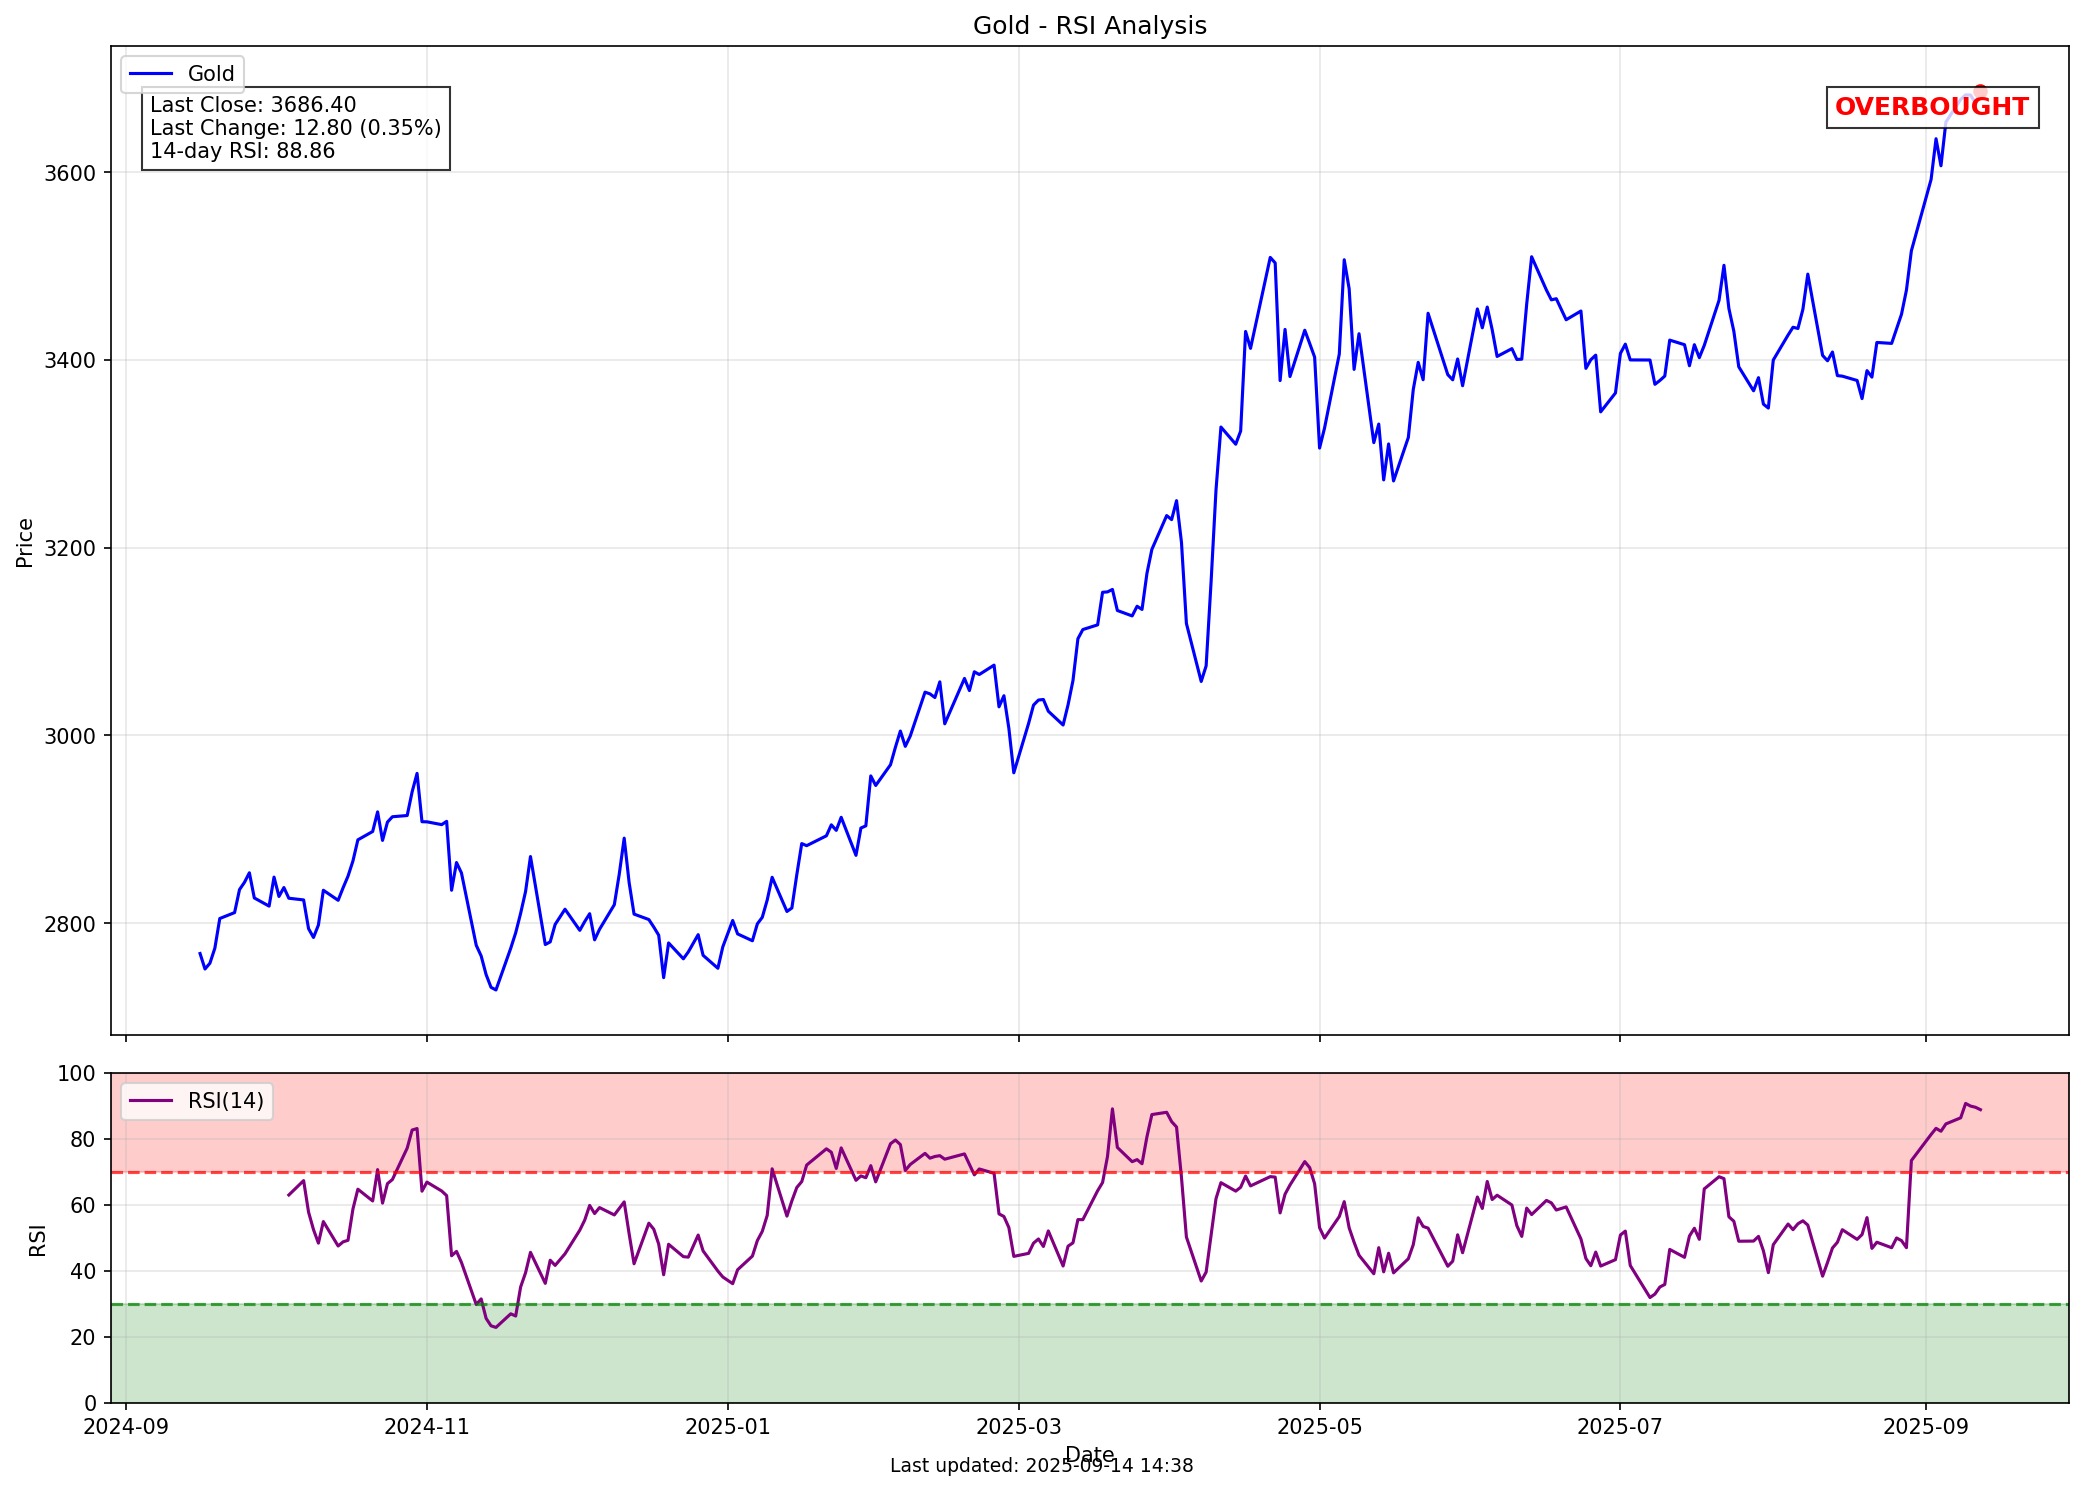 Gold - RSI Analysis
Gold
Last Close: 3686.40
Last Change: 12.80 (0.35%)
14-day RSI: 88.86
OVERBOUGHT
Price
3600
3400
3200
3000
2800
RSI(14)
RSI
100
80
60
40
20
0
2024-09
2024-11
2025-01
2025-03
2025-05
2025-07
2025-09
Date
Last updated: 2025-09-14 14:38